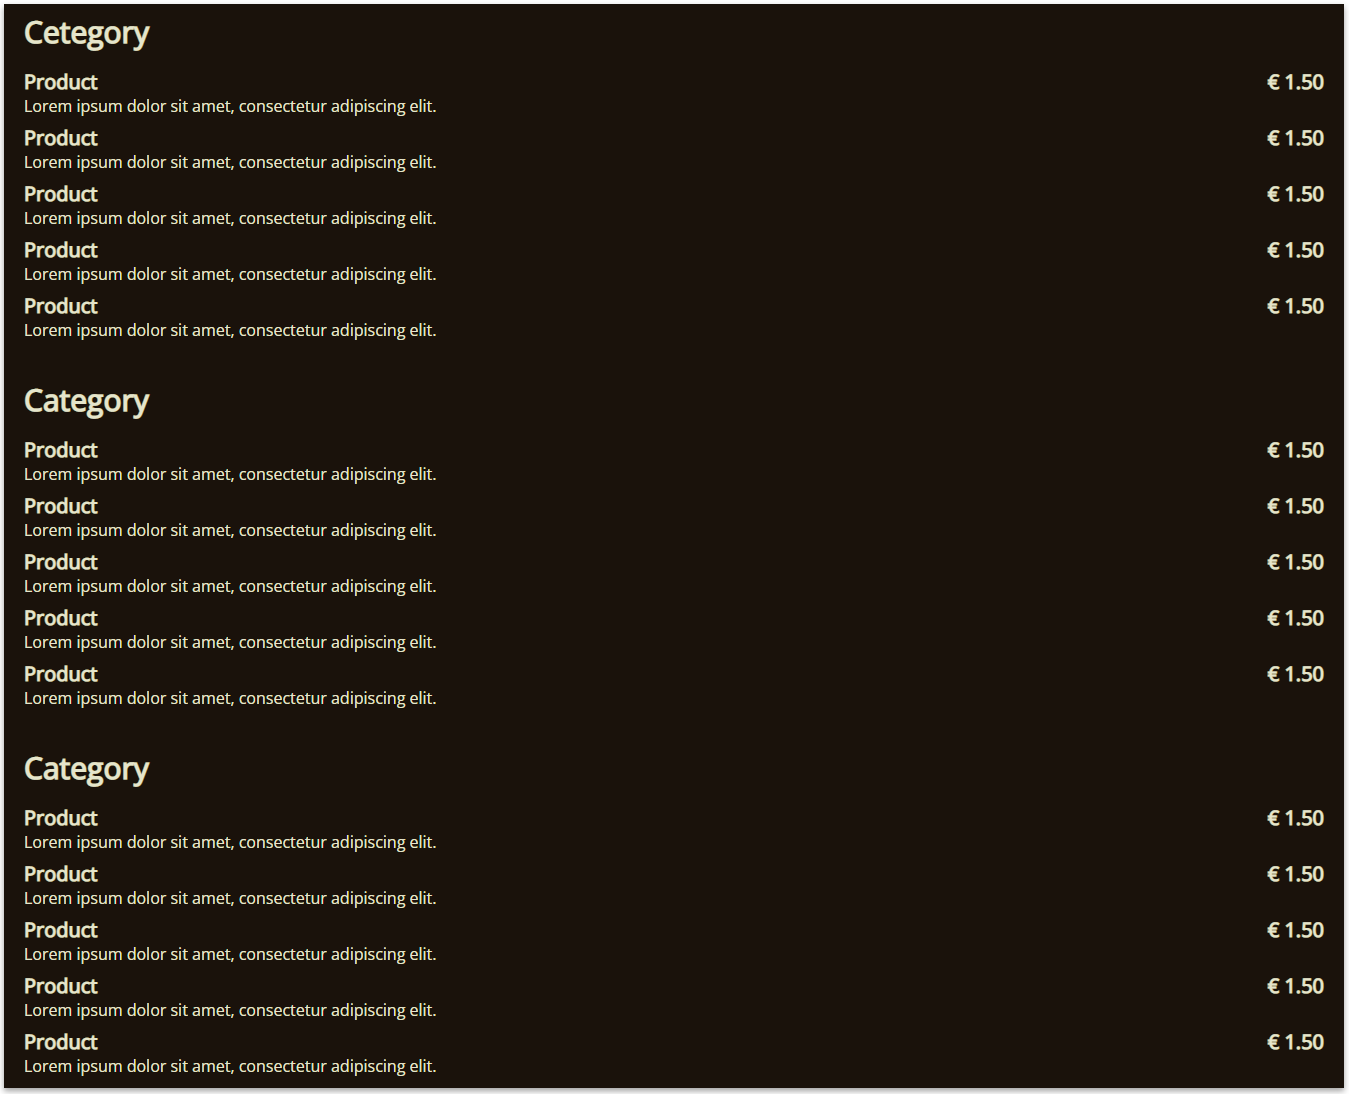 Cetegory
Product € 1.50
Lorem ipsum dolor sit amet, consectetur adipiscing elit.
Product € 1.50
Lorem ipsum dolor sit amet, consectetur adipiscing elit.
Product € 1.50
Lorem ipsum dolor sit amet, consectetur adipiscing elit.
Product € 1.50
Lorem ipsum dolor sit amet, consectetur adipiscing elit.
Product € 1.50
Lorem ipsum dolor sit amet, consectetur adipiscing elit.
Category
Product € 1.50
Lorem ipsum dolor sit amet, consectetur adipiscing elit.
Product € 1.50
Lorem ipsum dolor sit amet, consectetur adipiscing elit.
Product € 1.50
Lorem ipsum dolor sit amet, consectetur adipiscing elit.
Product € 1.50
Lorem ipsum dolor sit amet, consectetur adipiscing elit.
Product € 1.50
Lorem ipsum dolor sit amet, consectetur adipiscing elit.
Category
Product € 1.50
Lorem ipsum dolor sit amet, consectetur adipiscing elit.
Product € 1.50
Lorem ipsum dolor sit amet, consectetur adipiscing elit.
Product € 1.50
Lorem ipsum dolor sit amet, consectetur adipiscing elit.
Product € 1.50
Lorem ipsum dolor sit amet, consectetur adipiscing elit.
Product € 1.50
Lorem ipsum dolor sit amet, consectetur adipiscing elit.